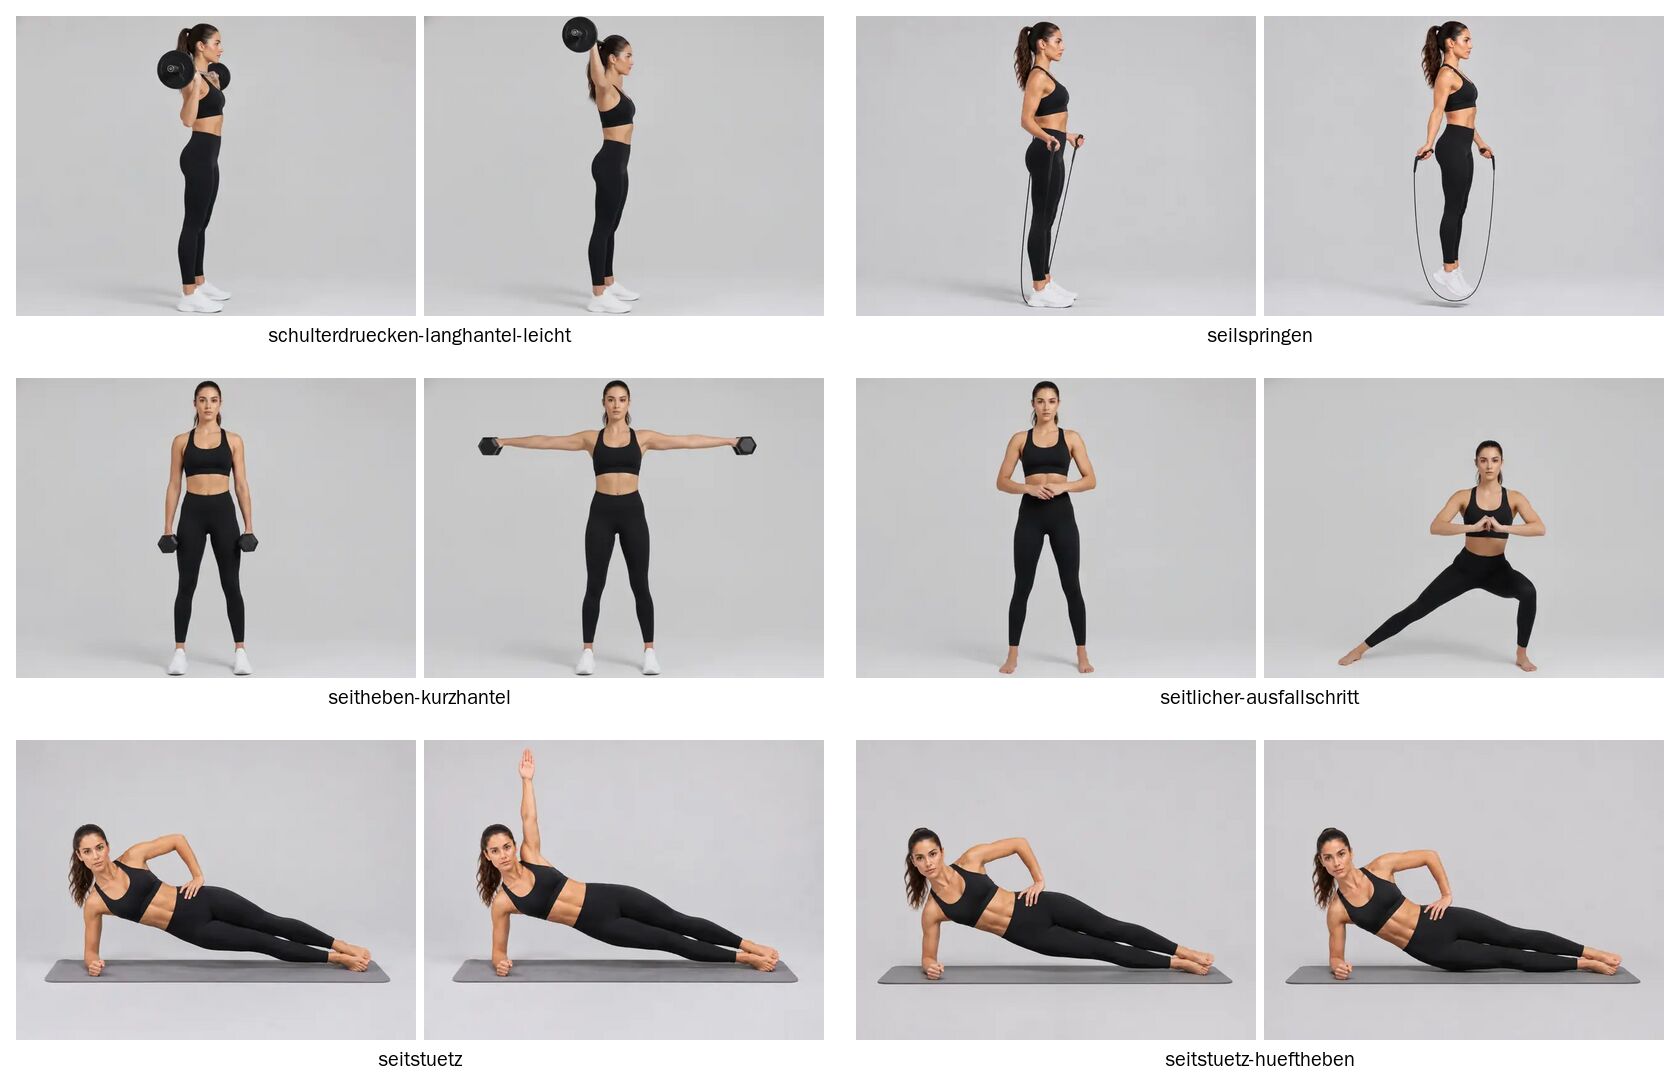 schulterdruecken-langhantel-leicht
seilspringen
seitheben-kurzhantel
seitlicher-ausfallschritt
seitstuetz
seitstuetz-hueftheben